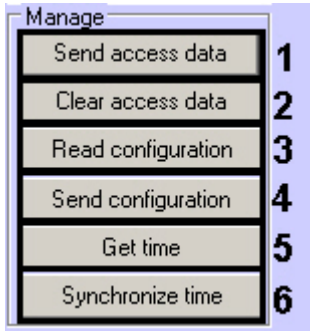 Manage
Send access data 1
Clear access data 2
Read configuration 3
Send configuration 4
Get time 5
Synchronize time 6